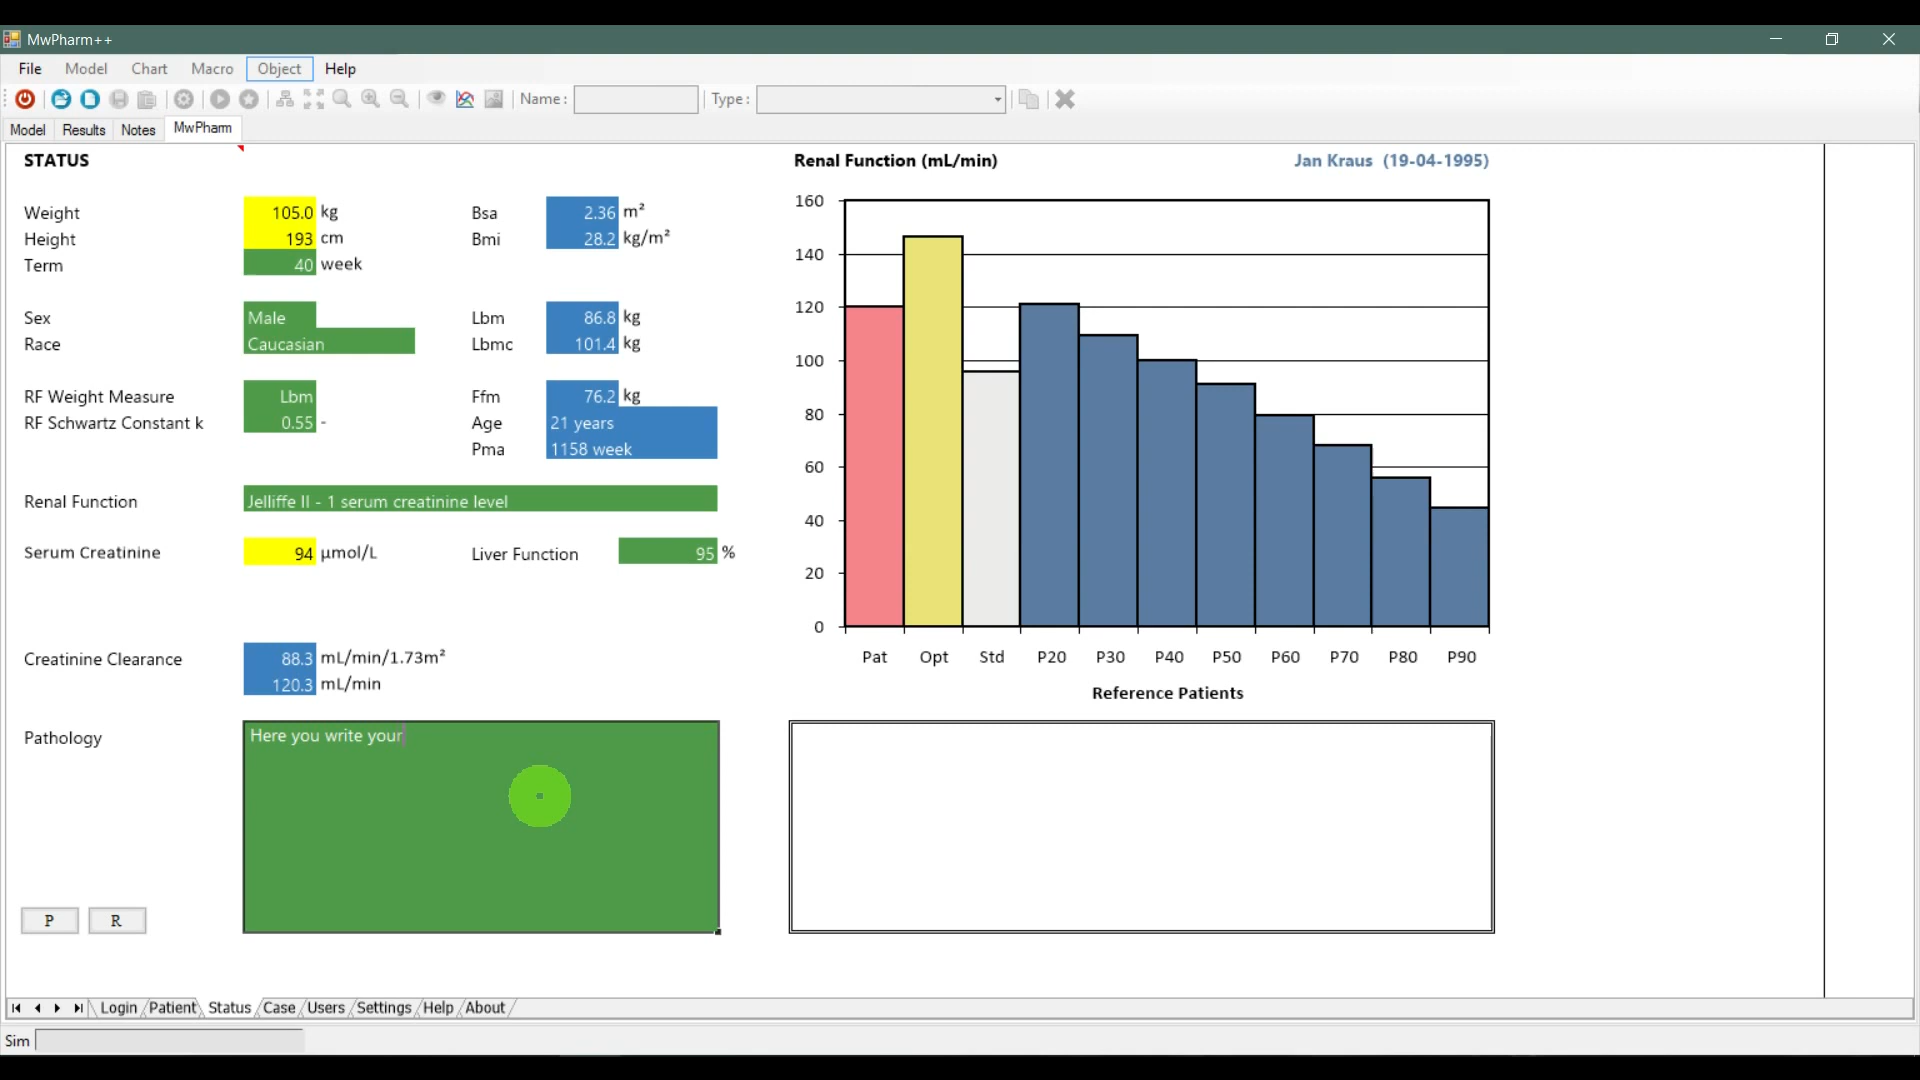 MwPharm++
File Model Chart Macro Object Help
Name : Type :
Model Results Notes MwPharm
STATUS
Weight 105.0 kg Bsa 2.36 m²
Height 193 cm Bmi 28.2 kg/m²
Term 40 week
Sex Male Lbm 86.8 kg
Race Caucasian Lbmc 101.4 kg
RF Weight Measure Lbm Ffm 76.2 kg
RF Schwartz Constant k 0.55 - Age 21 years
Pma 1158 week
Renal Function Jelliffe II - 1 serum creatinine level
Serum Creatinine 94 µmol/L Liver Function 95 %
Creatinine Clearance 88.3 mL/min/1.73m²
120.3 mL/min
Pathology Here you write your
P R
Renal Function (mL/min) Jan Kraus (19-04-1995)
160
140
120
100
80
60
40
20
0
Pat Opt Std P20 P30 P40 P50 P60 P70 P80 P90
Reference Patients
Login Patient Status Case Users Settings Help About
Sim